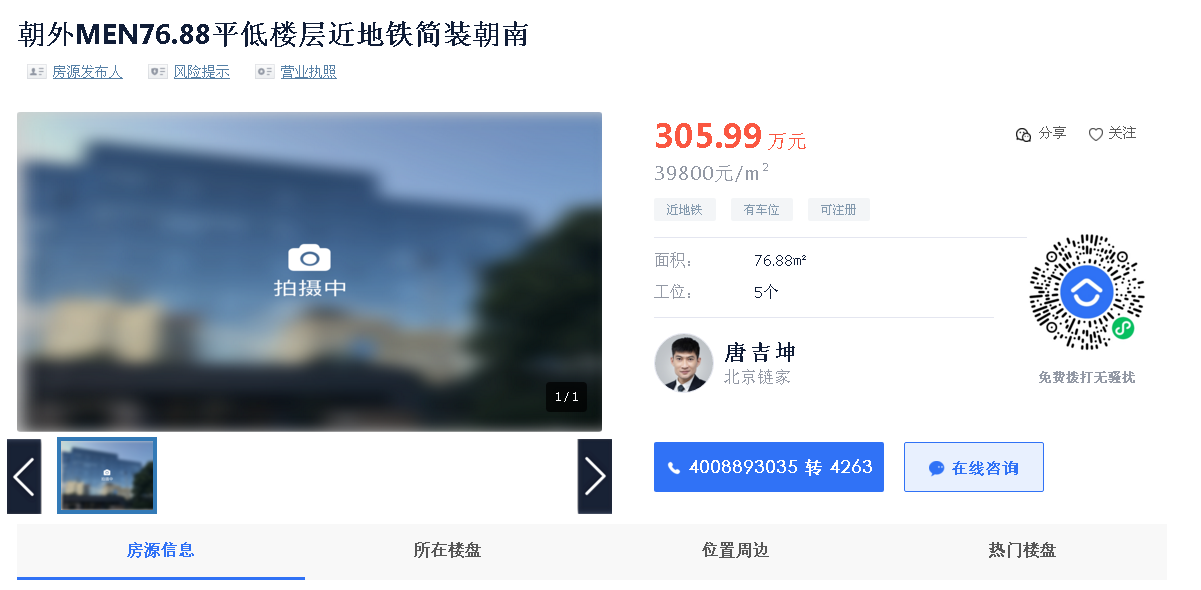 朝外MEN76.88平低楼层近地铁简装朝南
房源发布人 风险提示 营业执照
拍摄中
1/1
305.99 万元
分享 关注
39800元/m²
近地铁 有车位 可注册
面积: 76.88m²
工位: 5个
唐吉坤
北京链家
免费拨打无骚扰
4008893035 转 4263
在线咨询
房源信息 所在楼盘 位置周边 热门楼盘